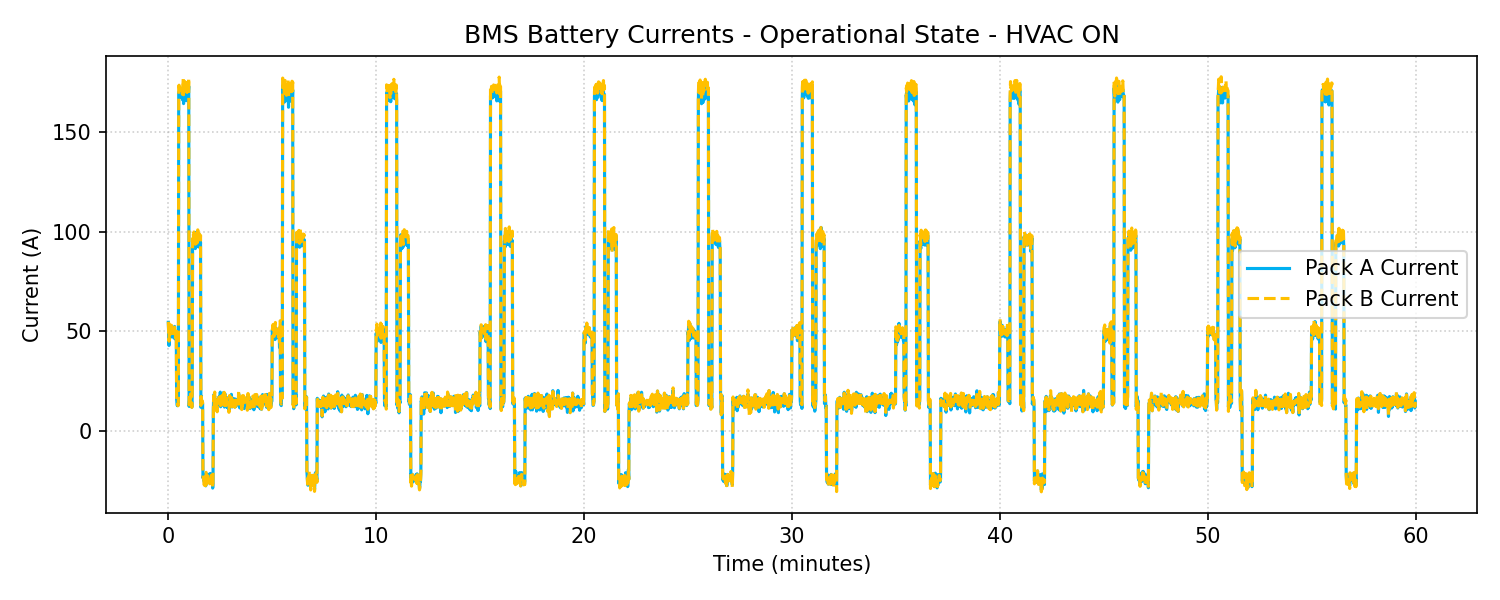 BMS Battery Currents - Operational State - HVAC ON
Current (A)
150
100
50
0
Pack A Current
Pack B Current
0 10 20 30 40 50 60
Time (minutes)